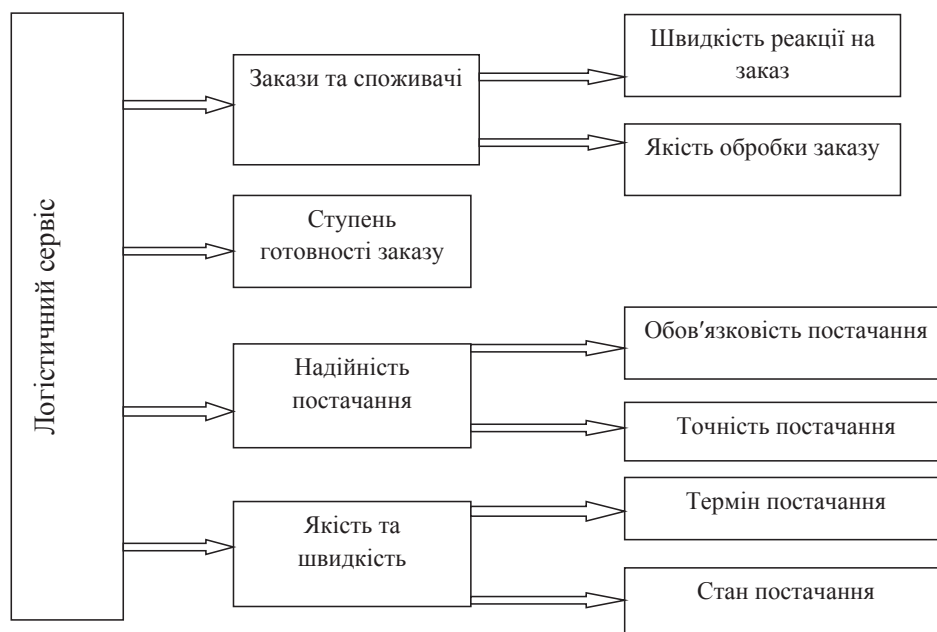 Логістичний сервіс
Закази та споживачі
Швидкість реакції на
заказ
Якість обробки заказу
Ступень
готовності заказу
Надійність
постачання
Обов'язковість постачання
Точність постачання
Якість та
швидкість
Термін постачання
Стан постачання